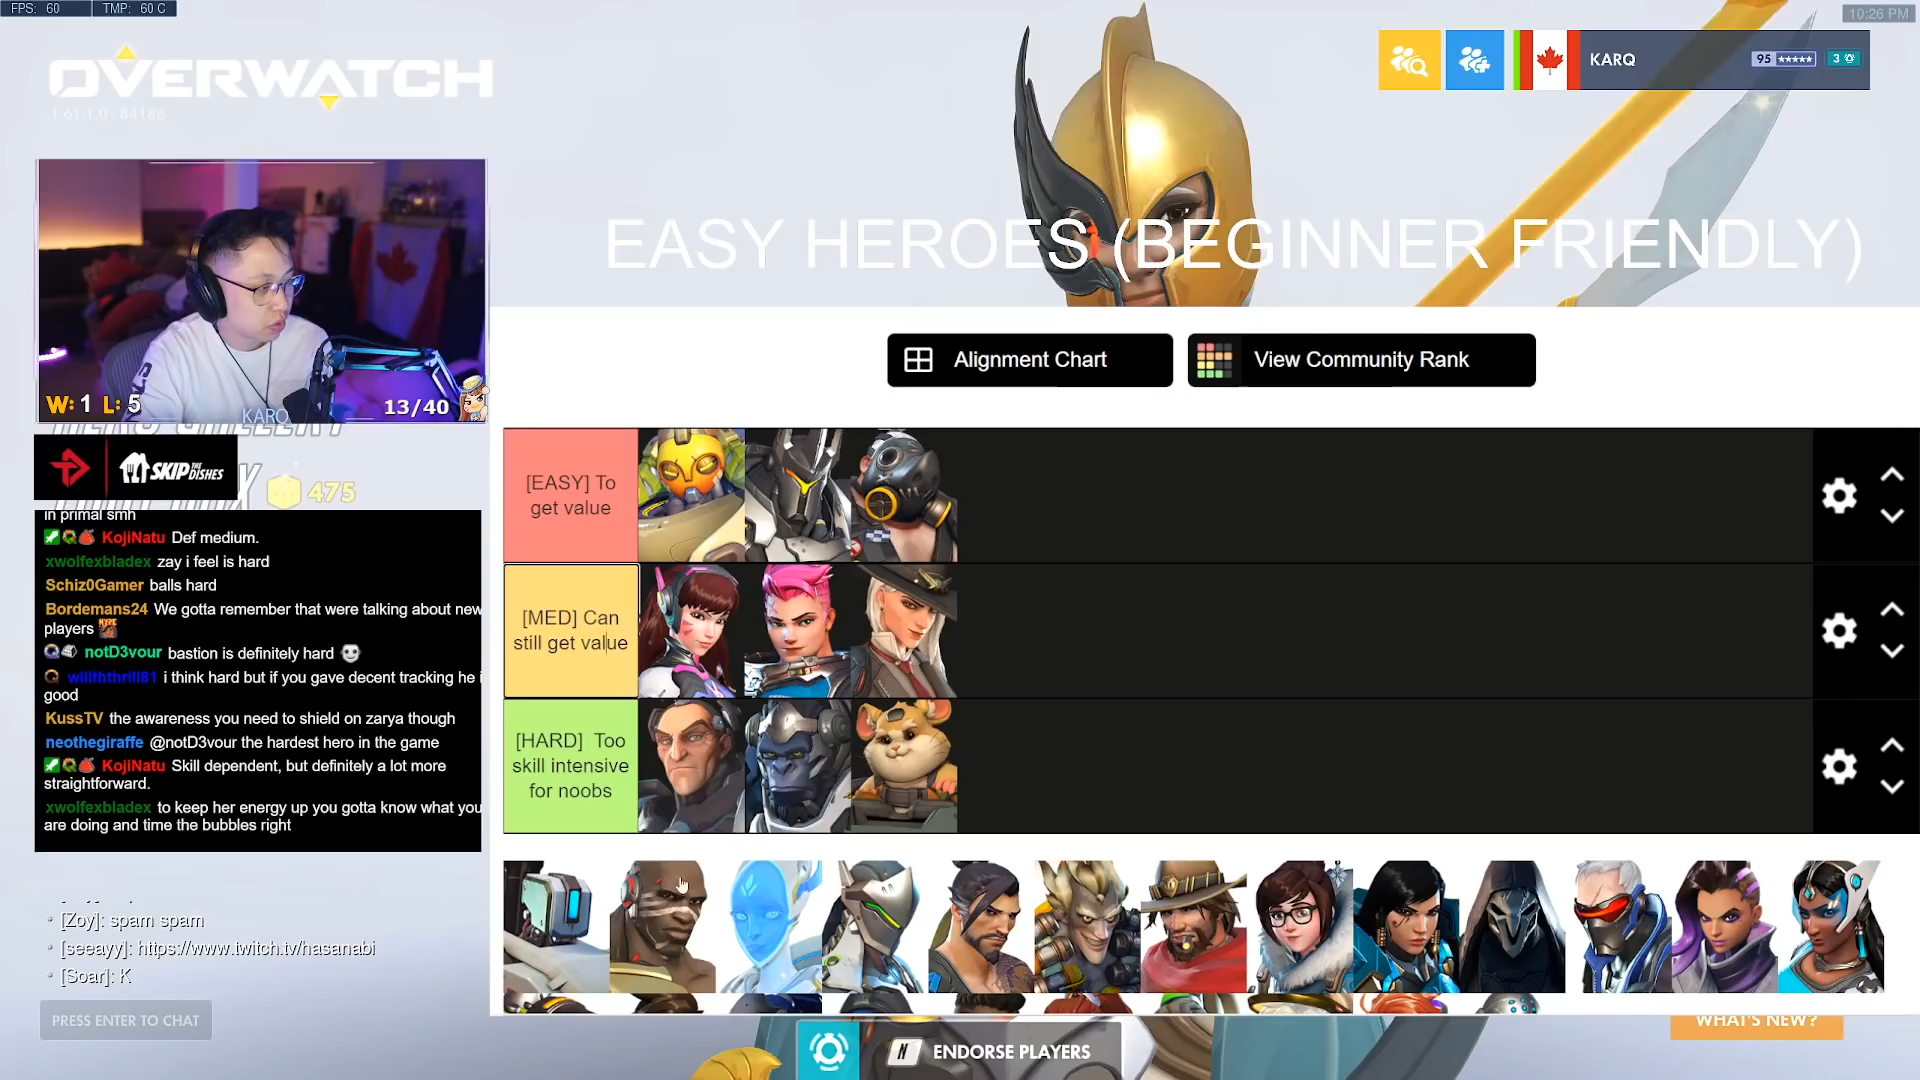 FPS: 60 TMP: 60 C
10:26 PM
OVERWATCH
1.61.1.0 - 84186
KARQ
95
3
EASY HEROES (BEGINNER FRIENDLY)
Alignment Chart
View Community Rank
W: 1 L: 5
KARQ
13/40
SKIP THE DISHES
475
in primal smh
KojiNatu Def medium.
xwolfexbladex zay i feel is hard
Schiz0Gamer balls hard
Bordemans24 We gotta remember that were talking about new
players
notD3vour bastion is definitely hard
williththrill81 i think hard but if you gave decent tracking he i
good
KussTV the awareness you need to shield on zarya though
neothegiraffe @notD3vour the hardest hero in the game
KojiNatu Skill dependent, but definitely a lot more
straightforward.
xwolfexbladex to keep her energy up you gotta know what you
are doing and time the bubbles right
[EASY] To
get value
[MED] Can
still get value
[HARD] Too
skill intensive
for noobs
[Zoy]: spam spam
[seeayy]: https://www.twitch.tv/hasanabi
[Soar]: K
PRESS ENTER TO CHAT
N ENDORSE PLAYERS
WHAT'S NEW?